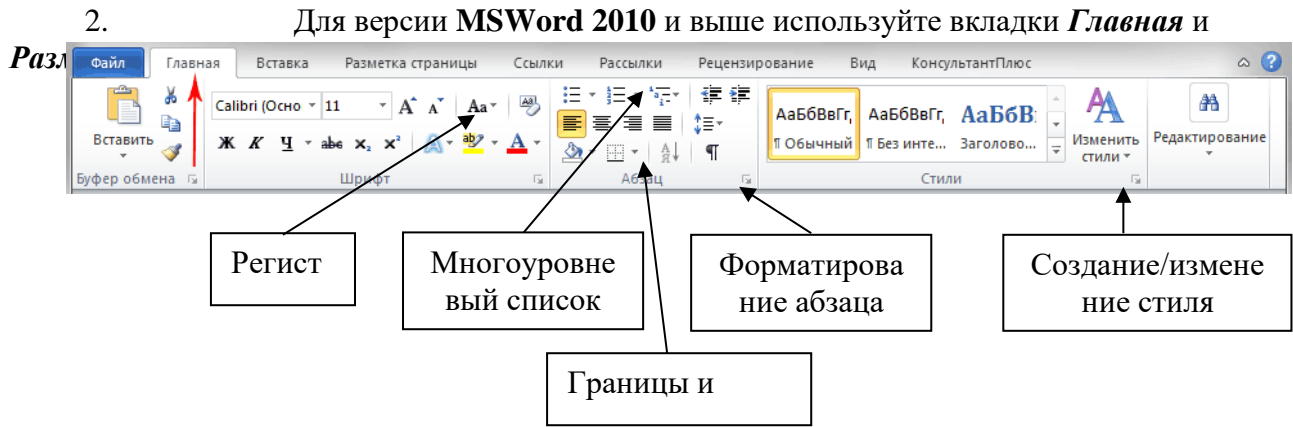 2. Для версии MSWord 2010 и выше используйте вкладки Главная и
Разм
Файл Главная Вставка Разметка страницы Ссылки Рассылки Рецензирование Вид КонсультантПлюс
Calibri (Осно 11 Aa
АаБбВвГг, АаБбВвГг, АаБбВ:
Вставить
Ж К Ч abc x₂ x² ab A
¶ Обычный ¶ Без инте... Заголово...
Изменить стили
Редактирование
Буфер обмена Шрифт Абзац Стили
Регист
Многоуровне
вый список
Форматирова
ние абзаца
Создание/измене
ние стиля
Границы и